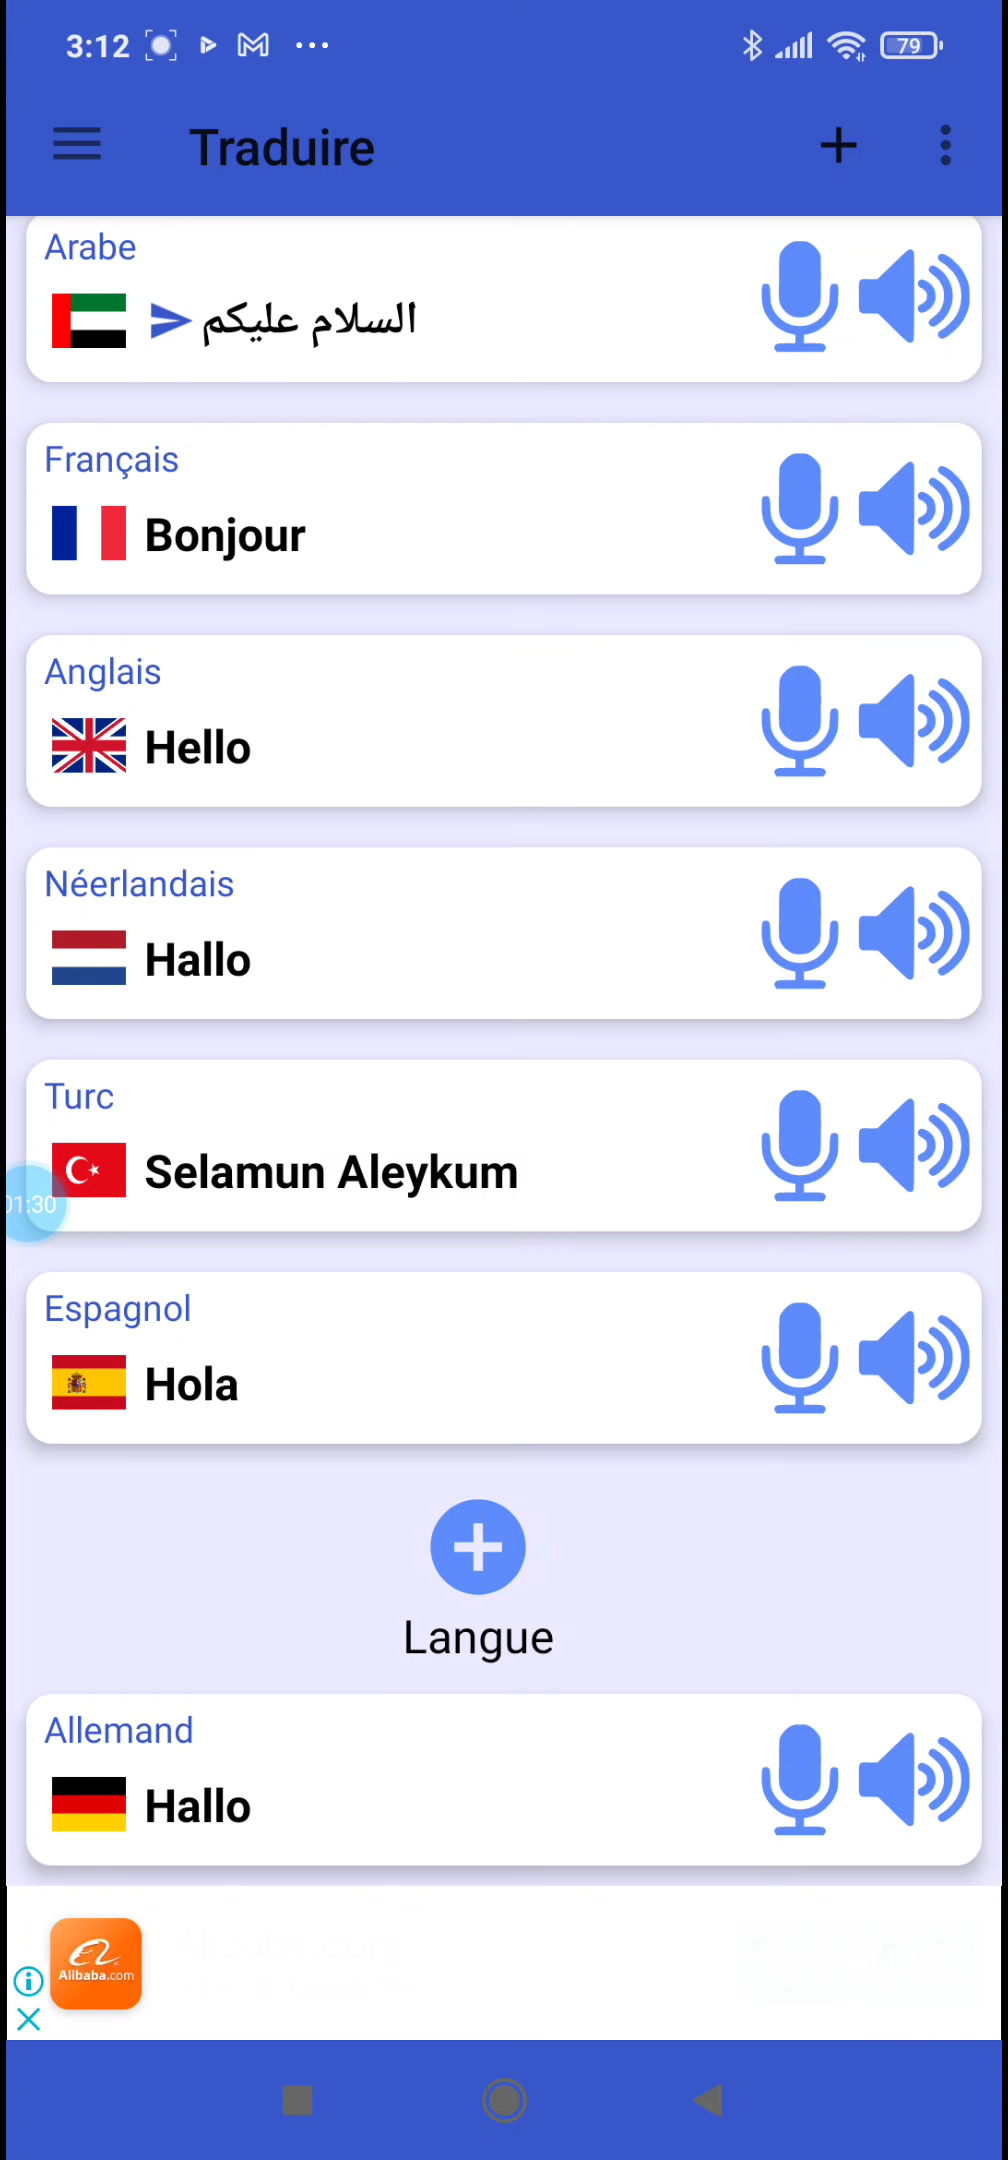 3:12
79
Traduire
Arabe
السلام عليكم
Français
Bonjour
Anglais
Hello
Néerlandais
Hallo
Turc
Selamun Aleykum
01:30
Espagnol
Hola
Langue
Allemand
Hallo
Alibaba.com